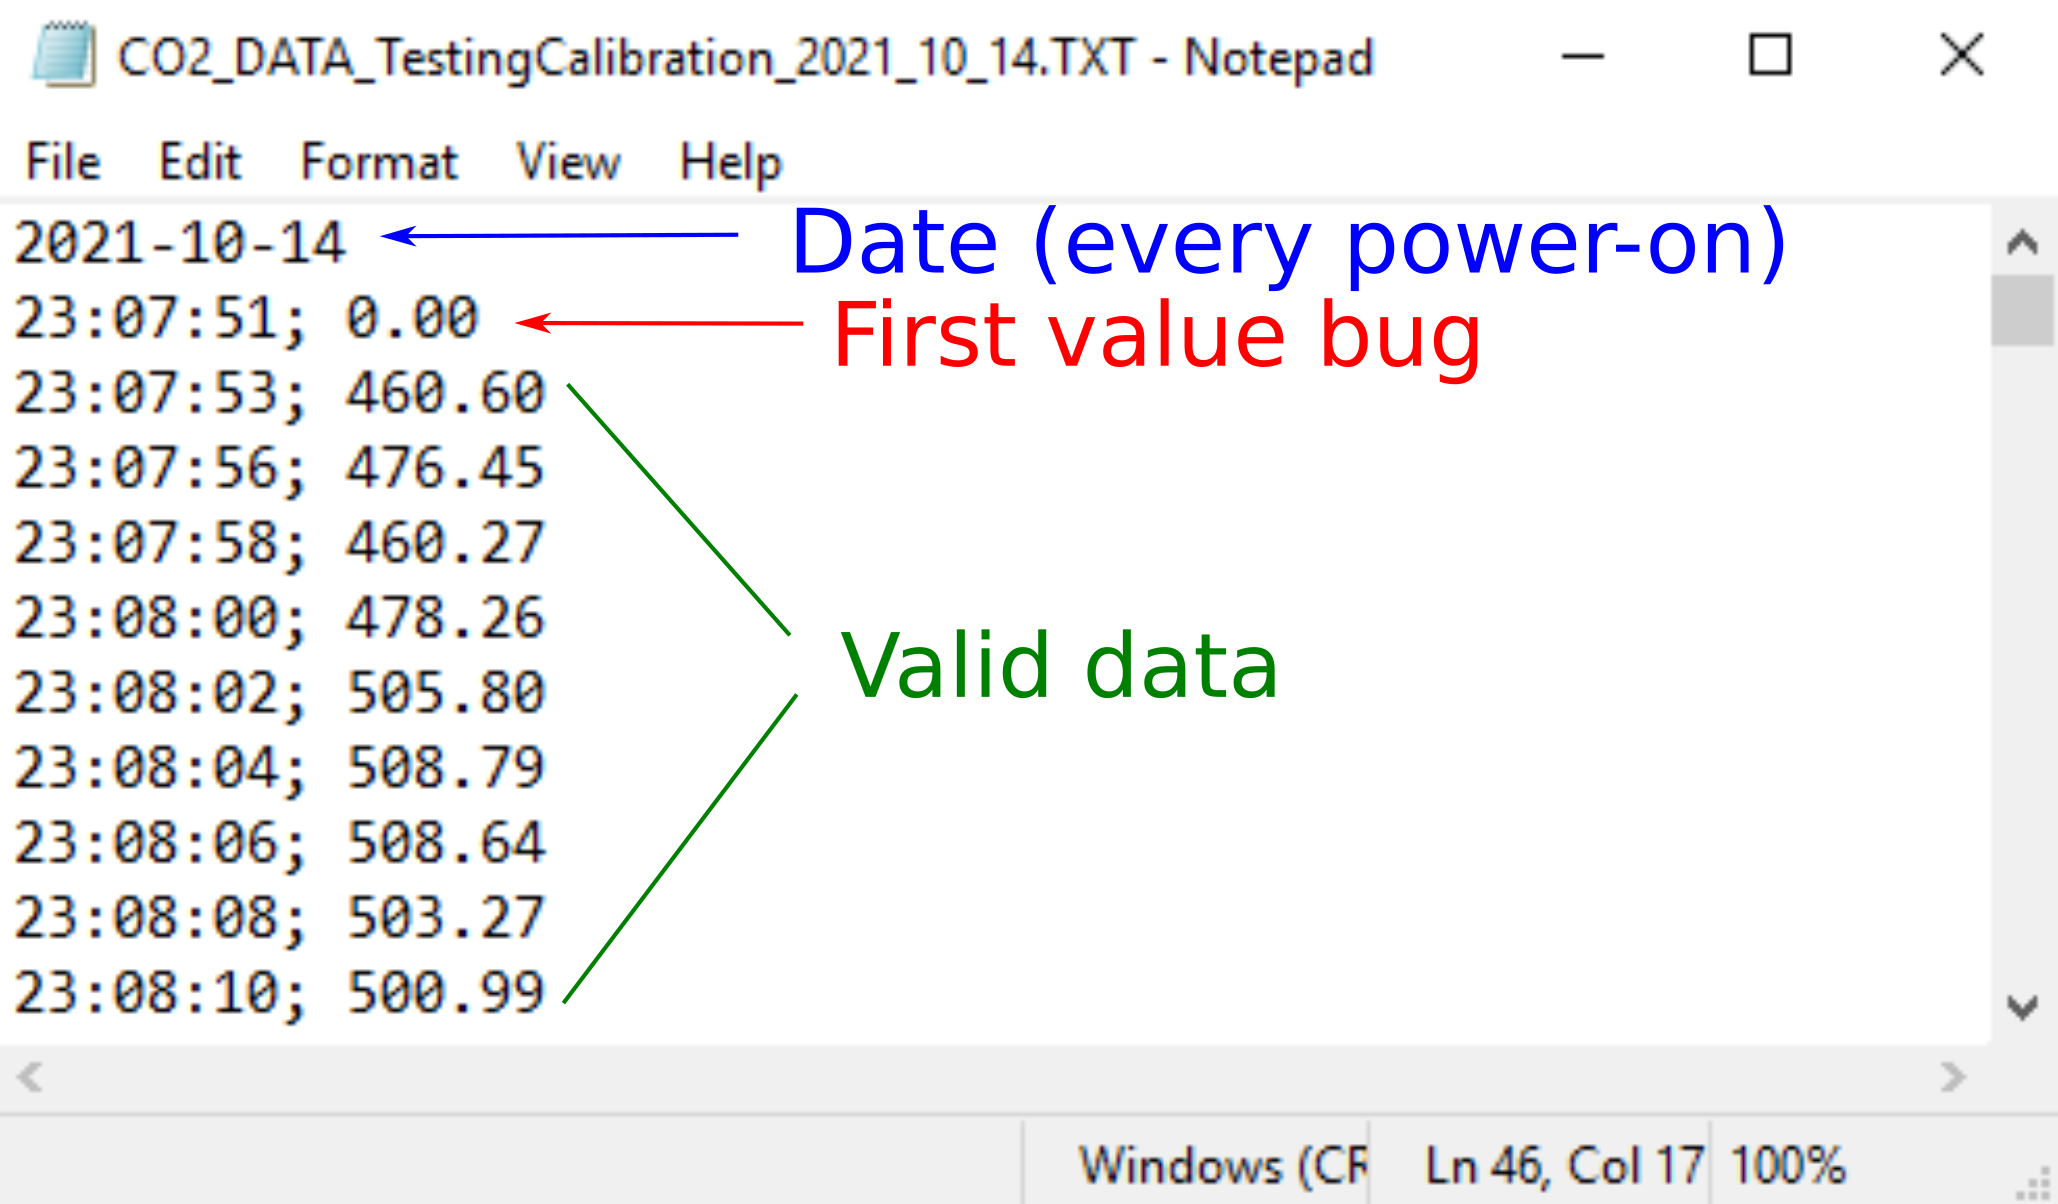 CO2_DATA_TestingCalibration_2021_10_14.TXT - Notepad
File Edit Format View Help
2021-10-14 Date (every power-on)
23:07:51; 0.00 First value bug
23:07:53; 460.60
23:07:56; 476.45
23:07:58; 460.27
23:08:00; 478.26
Valid data
23:08:02; 505.80
23:08:04; 508.79
23:08:06; 508.64
23:08:08; 503.27
23:08:10; 500.99
Windows (CR Ln 46, Col 17 100%